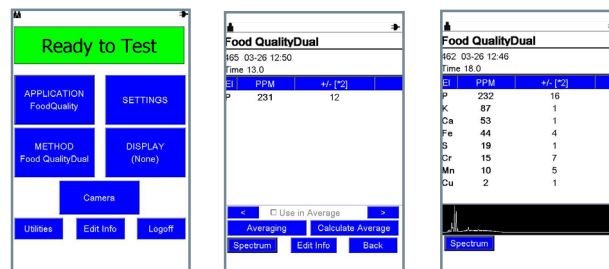 Ready to Test
APPLICATION
FoodQuality
SETTINGS
METHOD
Food QualityDual
DISPLAY
(None)
Camera
Utilities
Edit Info
Logoff
Food QualityDual
465 03-26 12:50
Time 13.0
El PPM +/- [*2]
P 231 12
< Use in Average >
Averaging
Calculate Average
Spectrum
Edit Info
Back
Food QualityDual
462 03-26 12:46
Time 18.0
El PPM +/- [*2]
P 232 16
K 87 1
Ca 53 1
Fe 44 4
S 19 1
Cr 15 7
Mn 10 5
Cu 2 1
Spectrum